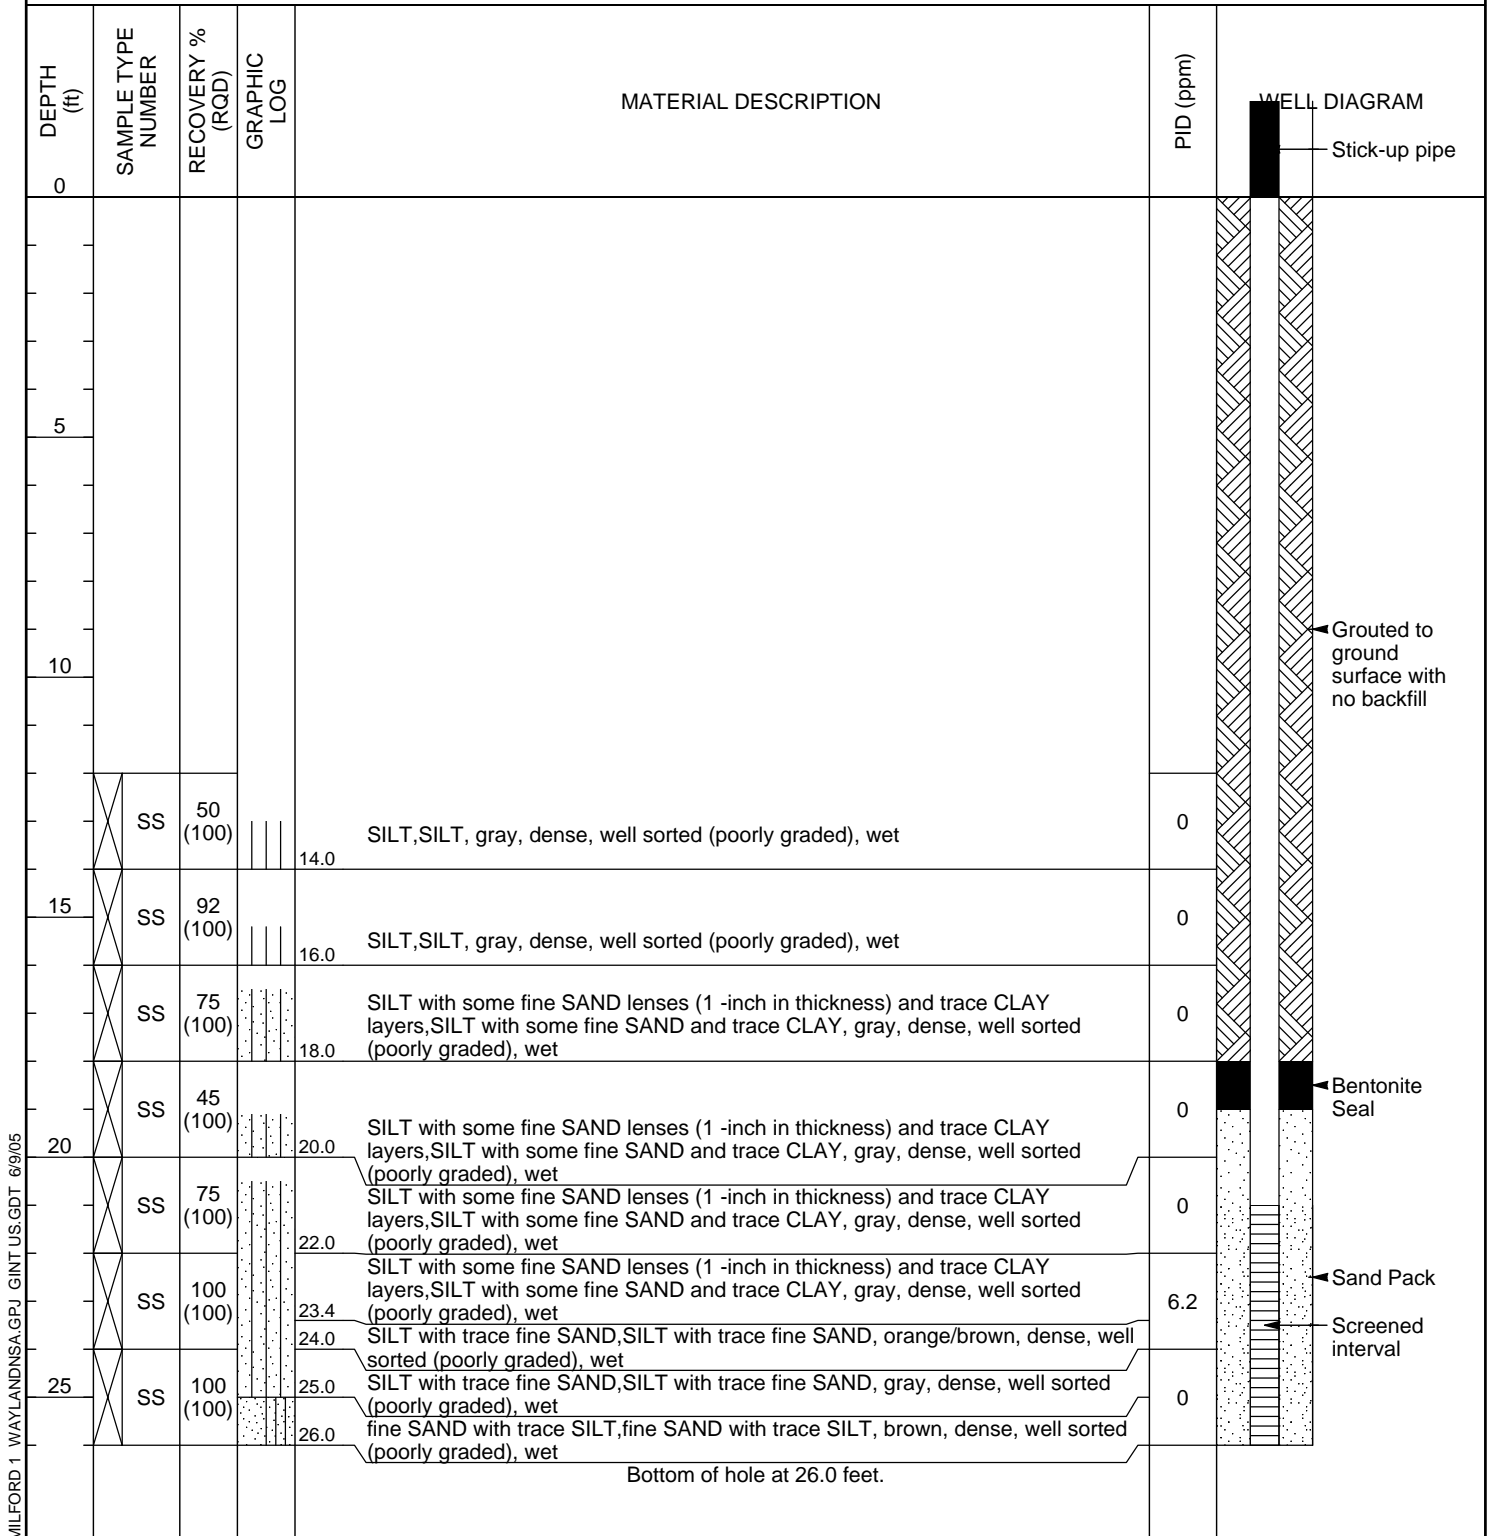 DEPTH
(ft)
SAMPLE TYPE
NUMBER
RECOVERY %
(RQD)
GRAPHIC
LOG
MATERIAL DESCRIPTION
PID (ppm)
WELL DIAGRAM
Stick-up pipe
0
5
Grouted to
ground
surface with
no backfill
10
SS
50
(100)
14.0
SILT,SILT, gray, dense, well sorted (poorly graded), wet
0
15
SS
92
(100)
16.0
SILT,SILT, gray, dense, well sorted (poorly graded), wet
0
SS
75
(100)
18.0
SILT with some fine SAND lenses (1 -inch in thickness) and trace CLAY
layers,SILT with some fine SAND and trace CLAY, gray, dense, well sorted
(poorly graded), wet
0
Bentonite
Seal
20
SS
45
(100)
20.0
SILT with some fine SAND lenses (1 -inch in thickness) and trace CLAY
layers,SILT with some fine SAND and trace CLAY, gray, dense, well sorted
(poorly graded), wet
0
SS
75
(100)
22.0
SILT with some fine SAND lenses (1 -inch in thickness) and trace CLAY
layers,SILT with some fine SAND and trace CLAY, gray, dense, well sorted
(poorly graded), wet
0
SS
100
(100)
23.4
SILT with some fine SAND lenses (1 -inch in thickness) and trace CLAY
layers,SILT with some fine SAND and trace CLAY, gray, dense, well sorted
(poorly graded), wet
6.2
Sand Pack
Screened
interval
24.0
SILT with trace fine SAND,SILT with trace fine SAND, orange/brown, dense, well
sorted (poorly graded), wet
25
SS
100
(100)
25.0
SILT with trace fine SAND,SILT with trace fine SAND, gray, dense, well sorted
(poorly graded), wet
0
26.0
fine SAND with trace SILT,fine SAND with trace SILT, brown, dense, well sorted
(poorly graded), wet
Bottom of hole at 26.0 feet.
MILFORD 1 WAYLANDNSA.GPJ GINT US.GDT 6/9/05